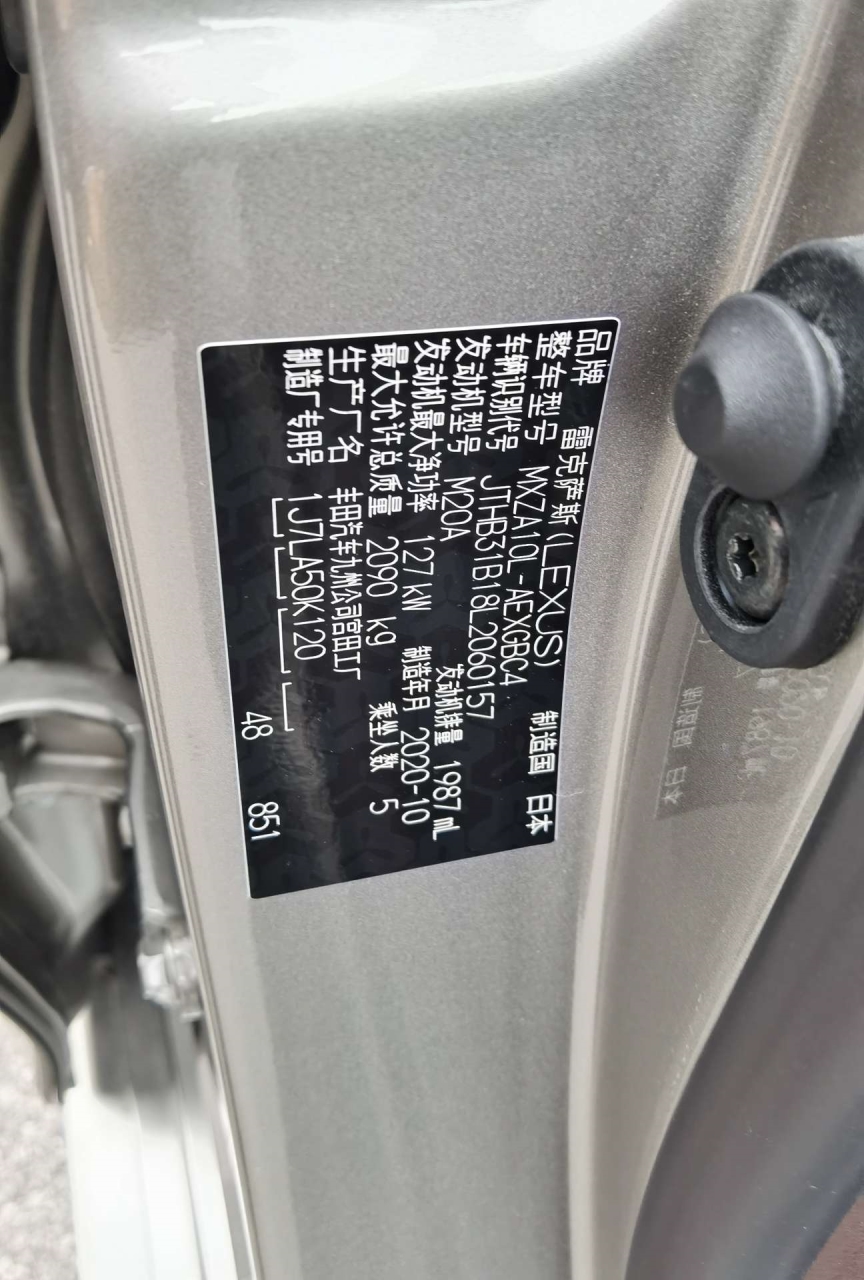 品牌 雷克萨斯(LEXUS) 制造国 日本
整车型号 MXZA10L-AEXGBC4
车辆识别代号 JTHB31B18L2060157
发动机型号 M20A 发动机排量 1987 mL
发动机最大净功率 127 kW 制造年月 2020-10
最大允许总质量 2090 kg 乘坐人数 5
生产厂名 丰田汽车九州公司宫田工厂
制造厂专用号 1J7LA50K120 48 851